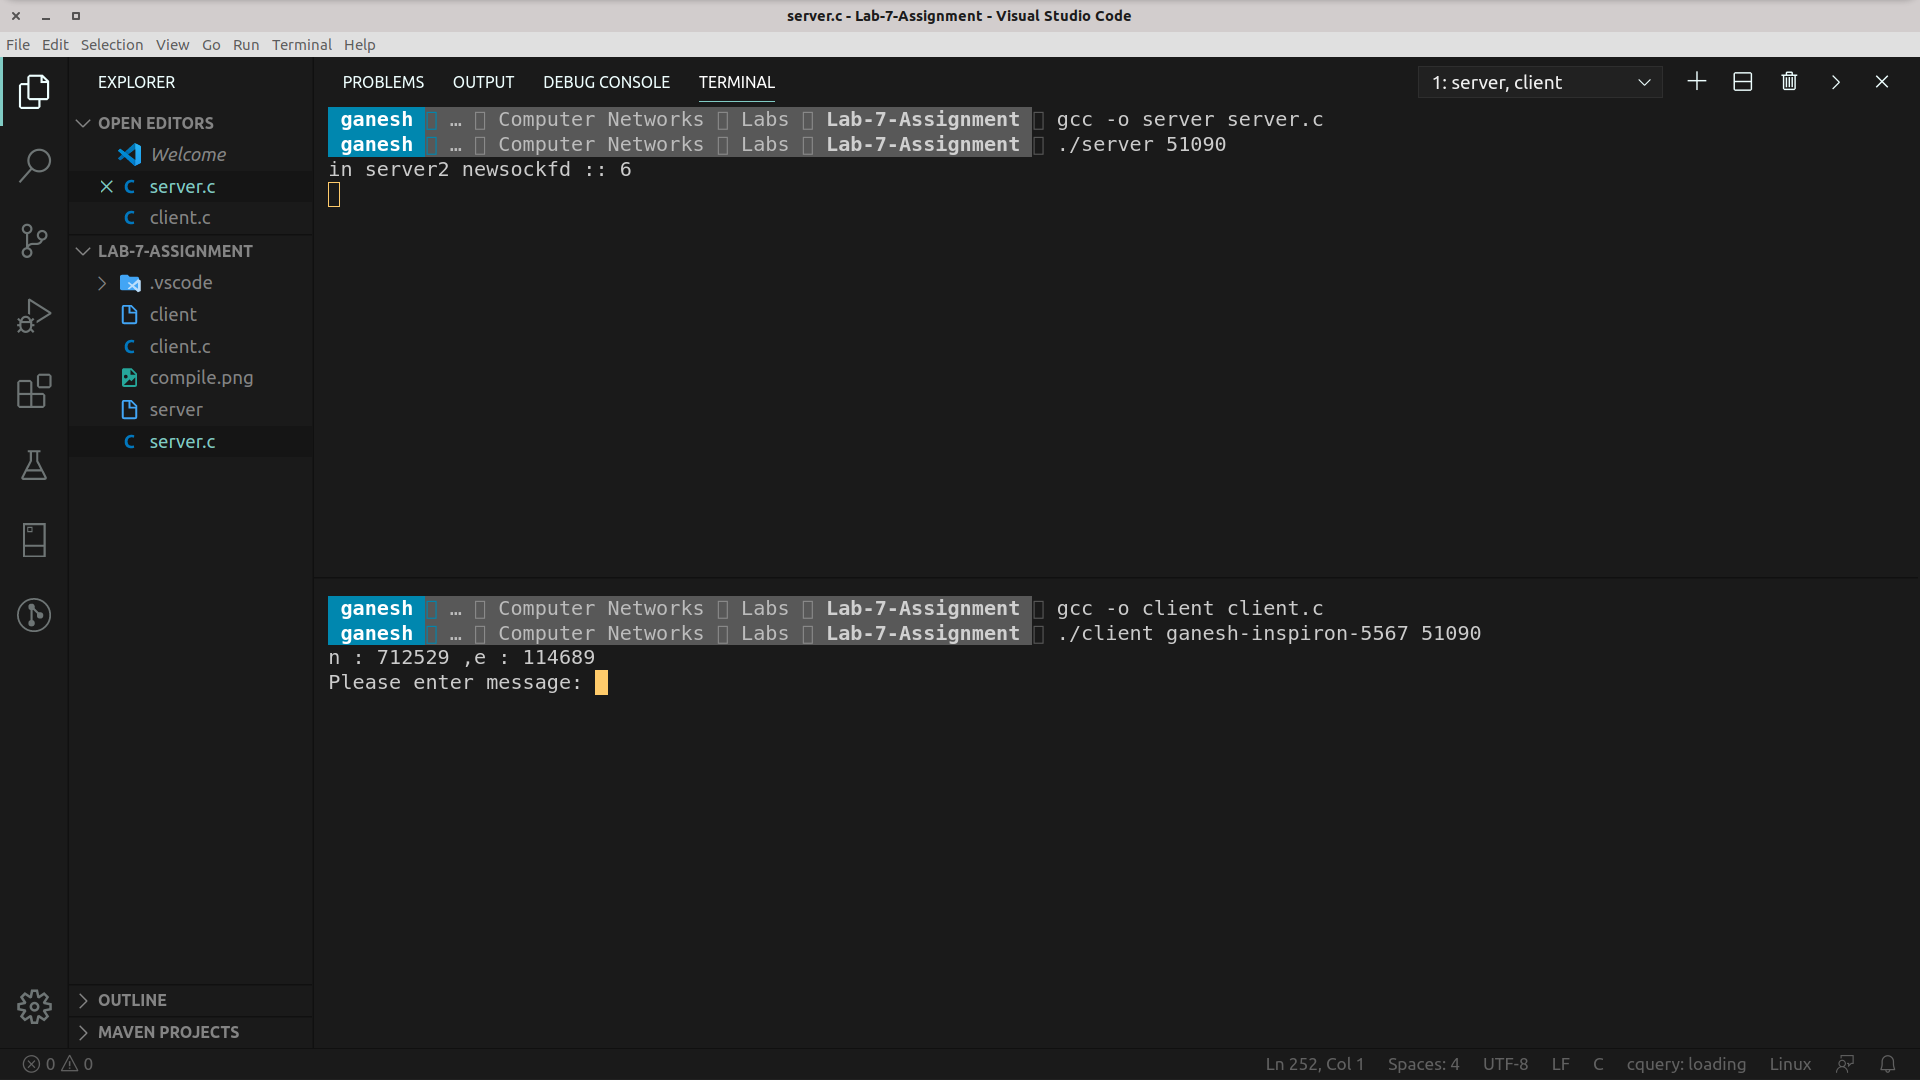 server.c - Lab-7-Assignment - Visual Studio Code
File Edit Selection View Go Run Terminal Help
EXPLORER
OPEN EDITORS
Welcome
server.c
client.c
LAB-7-ASSIGNMENT
.vscode
client
client.c
compile.png
server
server.c
OUTLINE
MAVEN PROJECTS
PROBLEMS OUTPUT DEBUG CONSOLE TERMINAL
1: server, client
ganesh … Computer Networks Labs Lab-7-Assignment gcc -o server server.c
ganesh … Computer Networks Labs Lab-7-Assignment ./server 51090
in server2 newsockfd :: 6
ganesh … Computer Networks Labs Lab-7-Assignment gcc -o client client.c
ganesh … Computer Networks Labs Lab-7-Assignment ./client ganesh-inspiron-5567 51090
n : 712529 ,e : 114689
Please enter message:
0 0
Ln 252, Col 1 Spaces: 4 UTF-8 LF C cquery: loading Linux